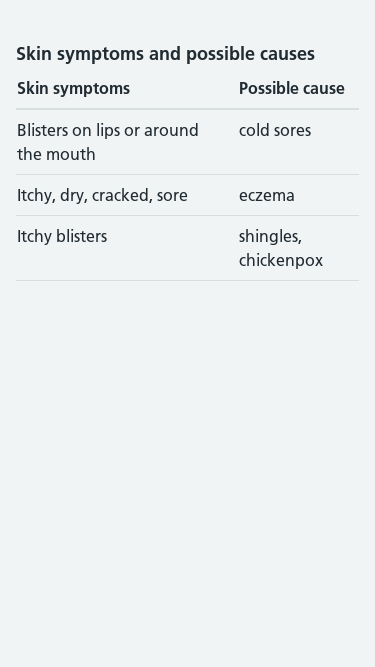 Skin symptoms and possible causes
Skin symptoms Possible cause
Blisters on lips or around cold sores
the mouth
Itchy, dry, cracked, sore eczema
Itchy blisters shingles,
chickenpox